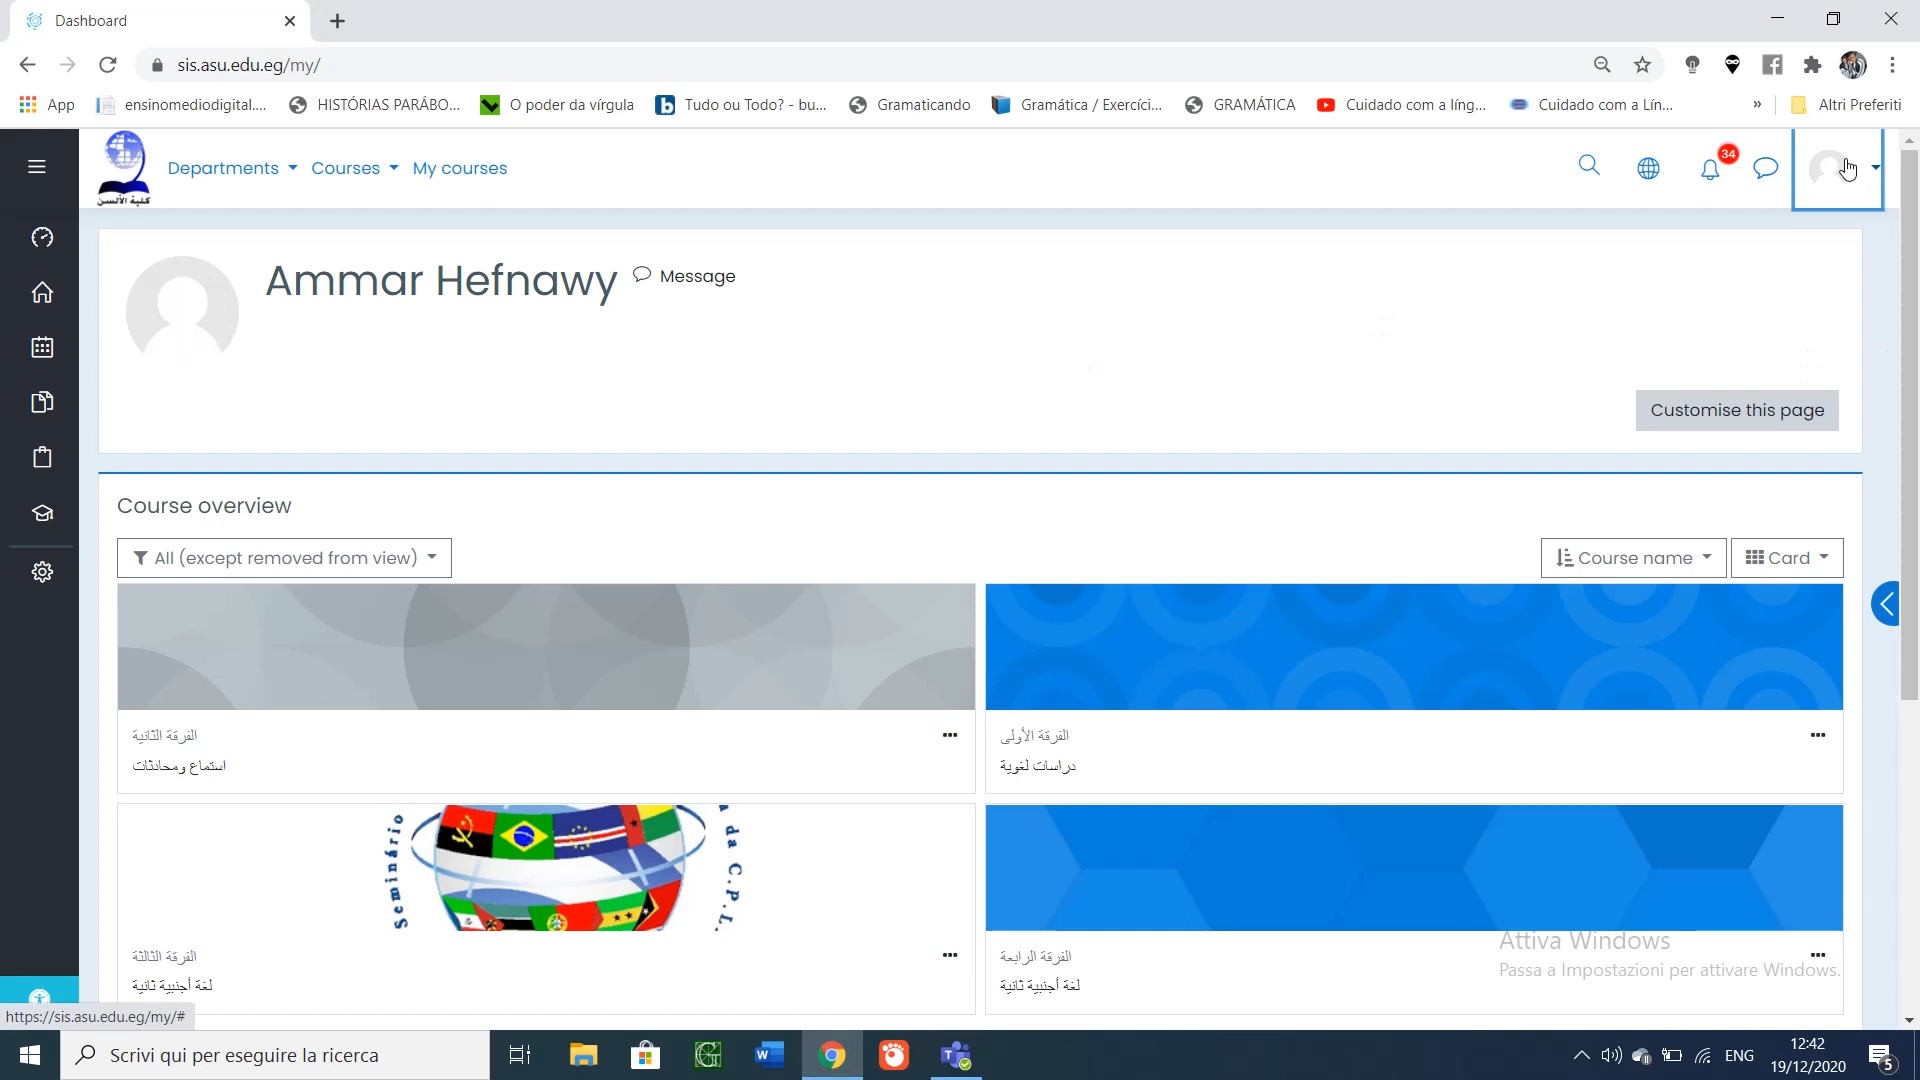 Dashboard
sis.asu.edu.eg/my/
App
ensinomediodigital....
HISTÓRIAS PARÁBO...
O poder da vírgula
Tudo ou Todo? - bu...
Gramaticando
Gramática / Exercíci...
GRAMÁTICA
Cuidado com a líng...
Cuidado com a Lín...
»
Altri Preferiti
كلية الألسن
Departments
Courses
My courses
34
Ammar Hefnawy
Message
Customise this page
Course overview
All (except removed from view)
Course name
Card
الفرقة الثانية
استماع ومحادثات
الفرقة الأولى
دراسات لغوية
Seminário
da C.P.L.
الفرقة الثالثة
لغة أجنبية ثانية
الفرقة الرابعة
لغة أجنبية ثانية
Attiva Windows
Passa a Impostazioni per attivare Windows.
https://sis.asu.edu.eg/my/#
Scrivi qui per eseguire la ricerca
ENG
12:42
19/12/2020
5